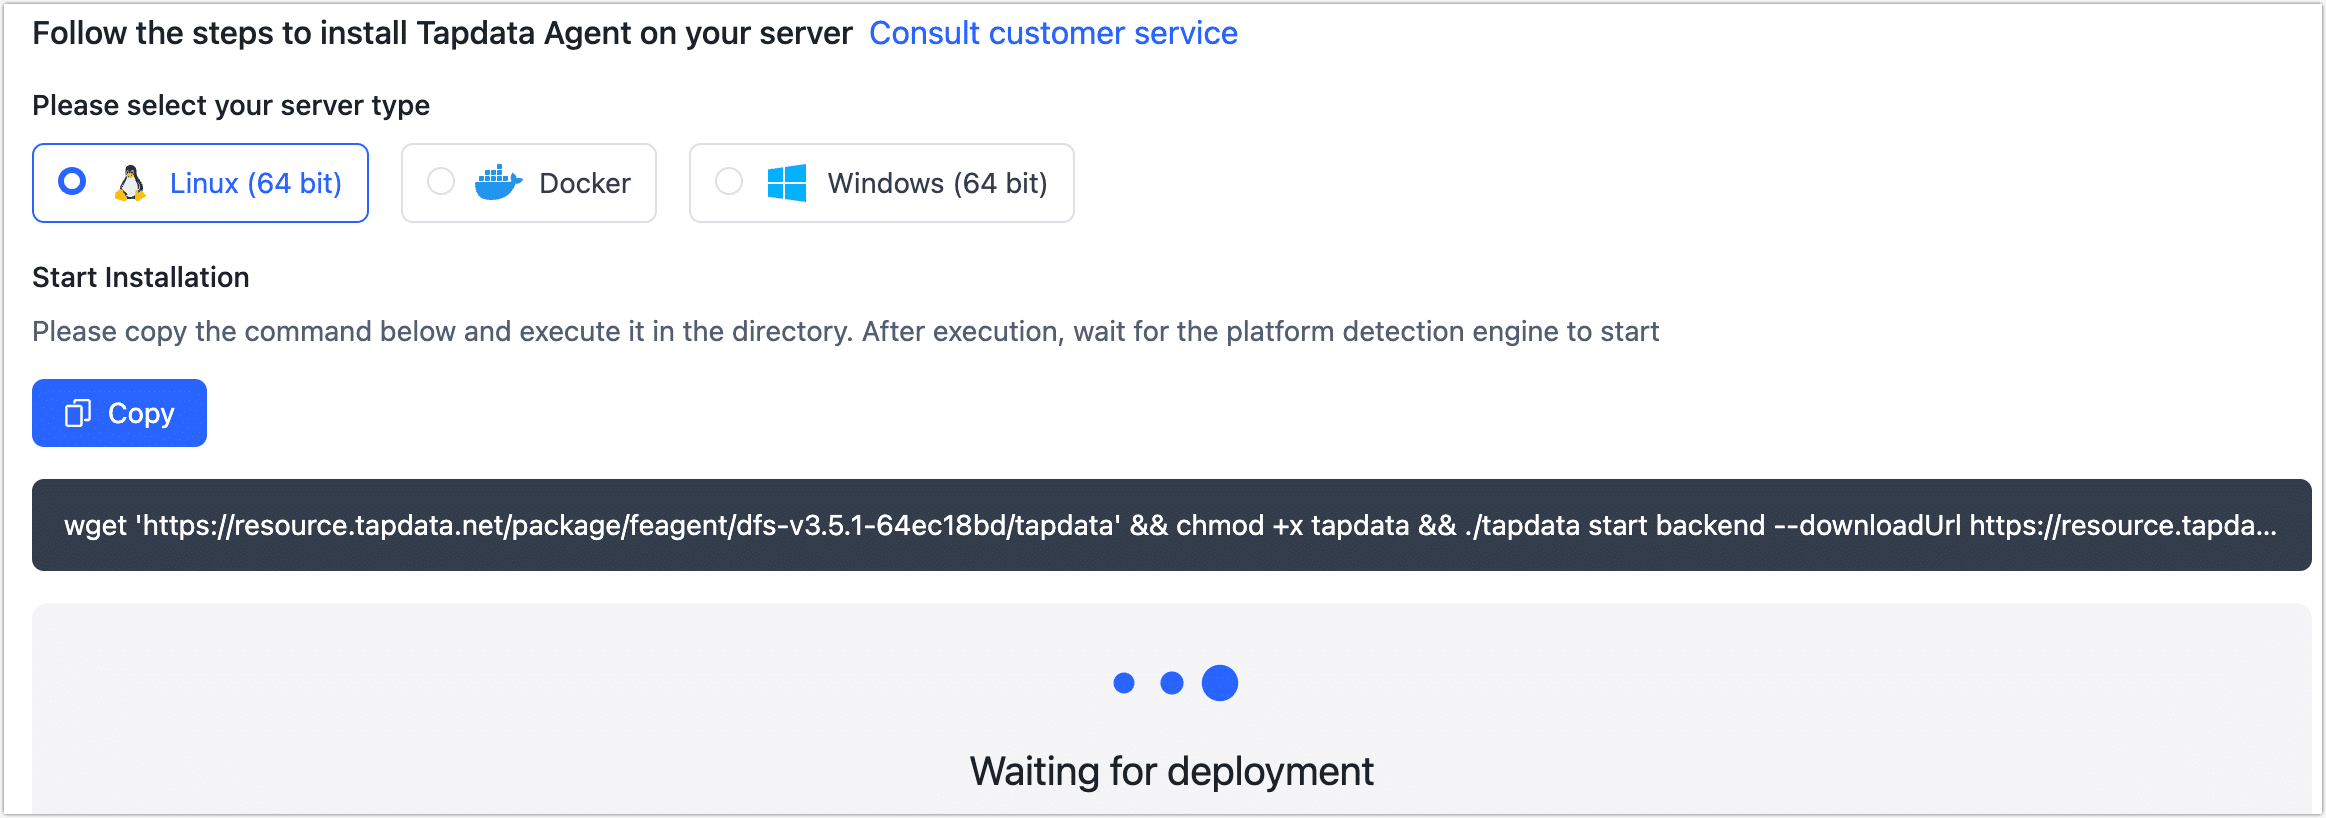 Follow the steps to install Tapdata Agent on your server Consult customer service
Please select your server type
Linux (64 bit) Docker Windows (64 bit)
Start Installation
Please copy the command below and execute it in the directory. After execution, wait for the platform detection engine to start
Copy
wget 'https://resource.tapdata.net/package/feagent/dfs-v3.5.1-64ec18bd/tapdata' && chmod +x tapdata && ./tapdata start backend --downloadUrl https://resource.tapda...
Waiting for deployment